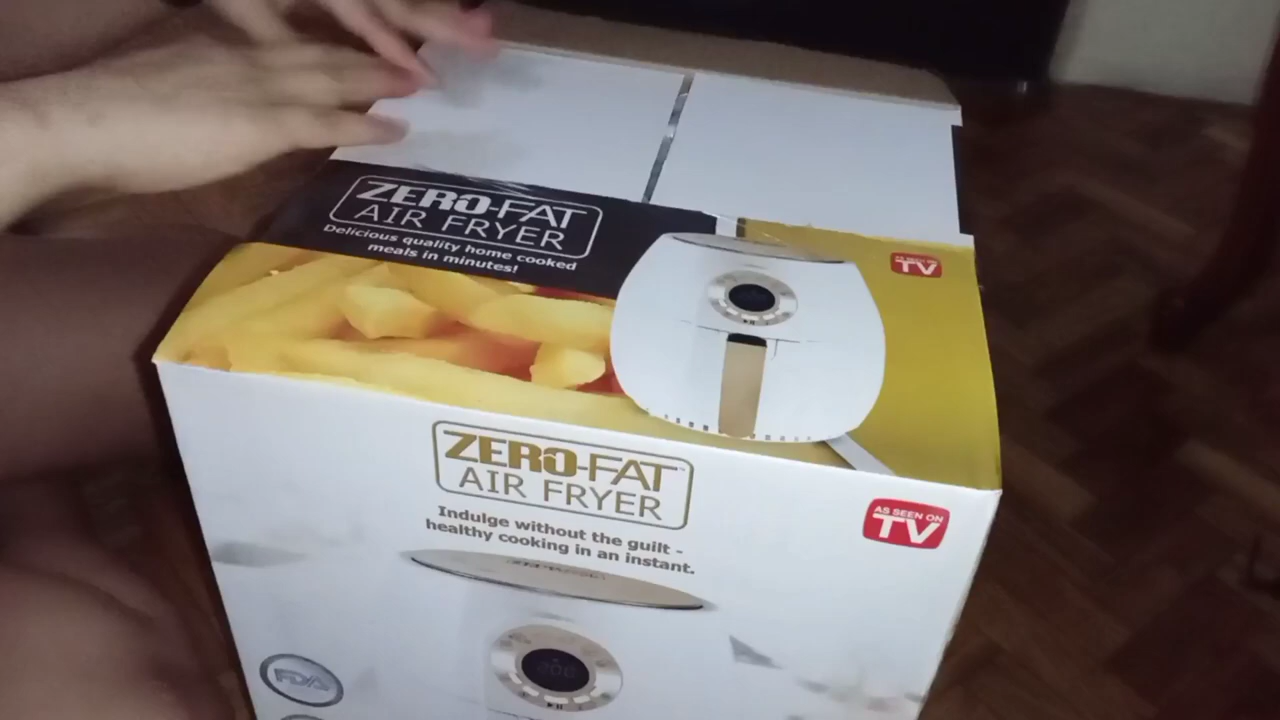 ZERO-FAT
AIR FRYER
Delicious quality home cooked
meals in minutes!
AS SEEN ON
TV
ZERO-FAT™
AIR FRYER
Indulge without the guilt -
healthy cooking in an instant.
AS SEEN ON
TV
FDA